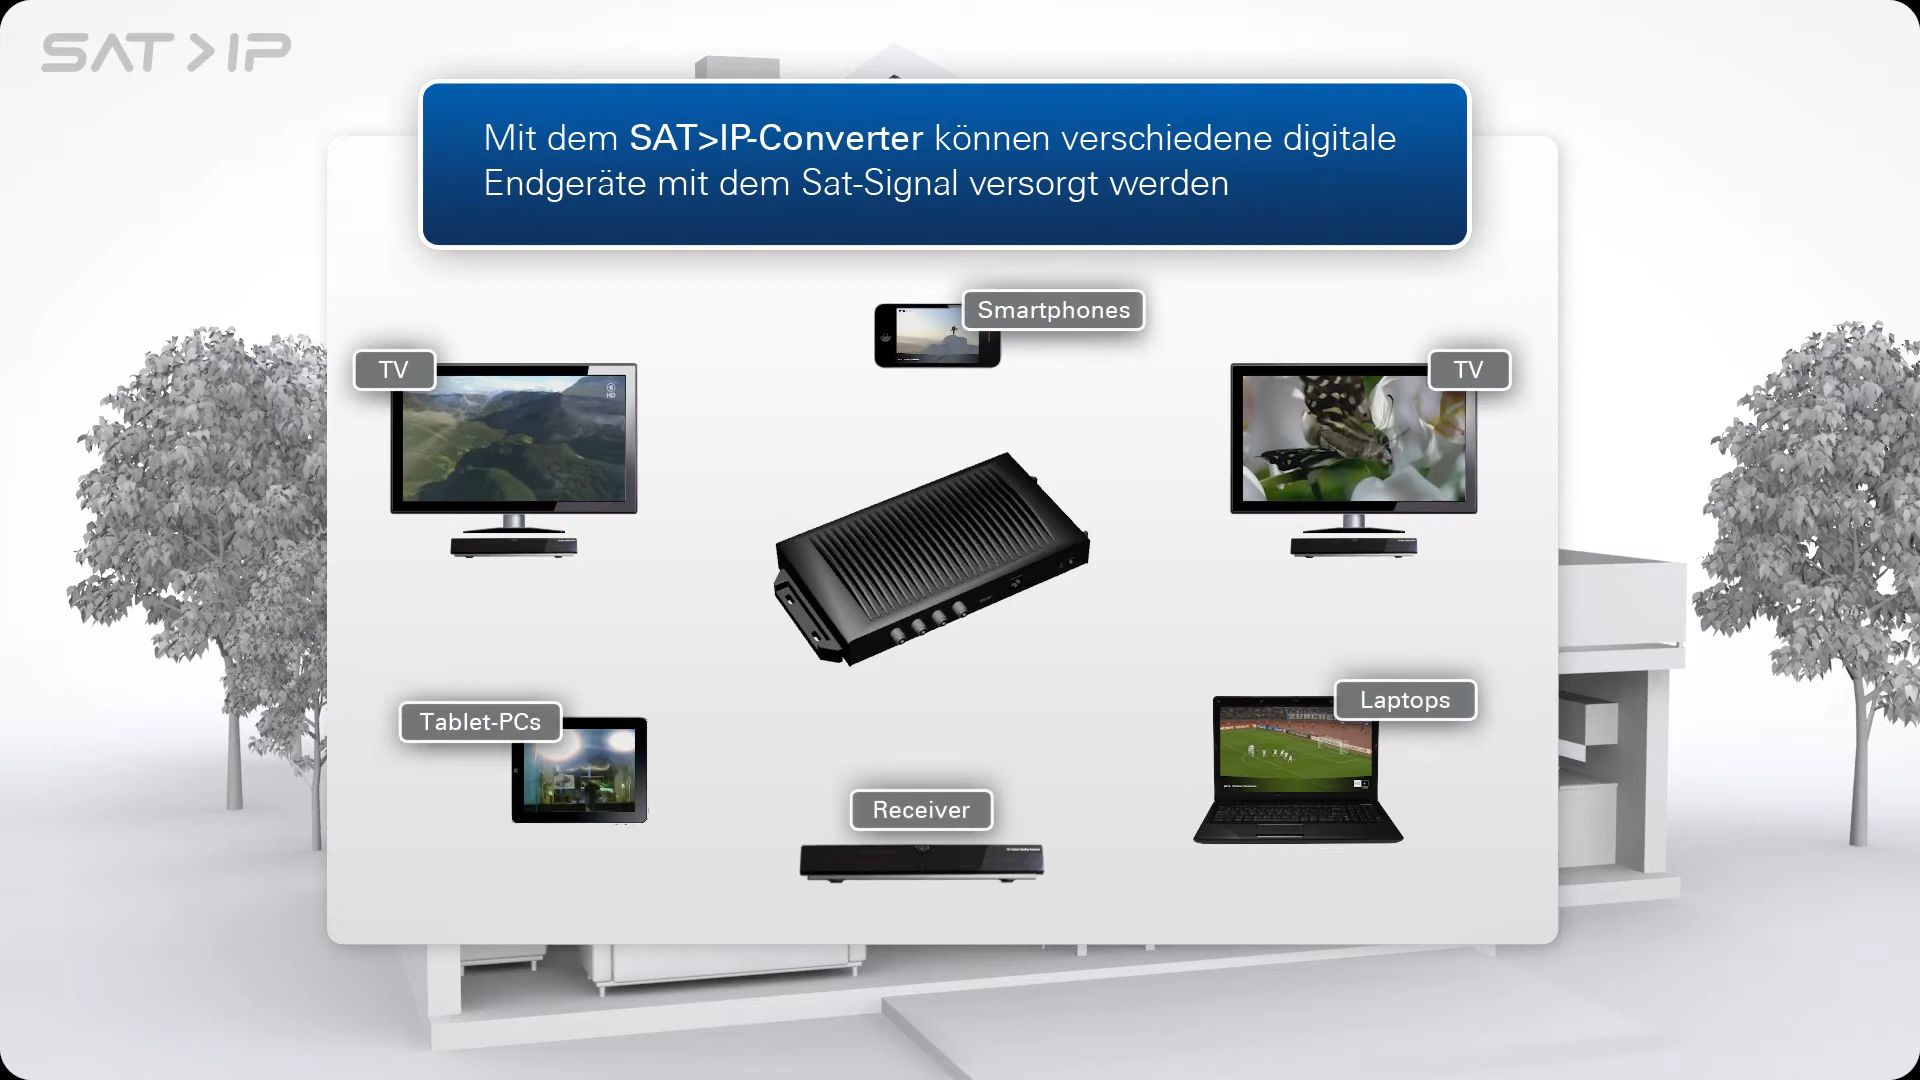 SAT>IP
Mit dem SAT>IP-Converter können verschiedene digitale
Endgeräte mit dem Sat-Signal versorgt werden
Smartphones
TV
TV
HD
Tablet-PCs
Laptops
Receiver